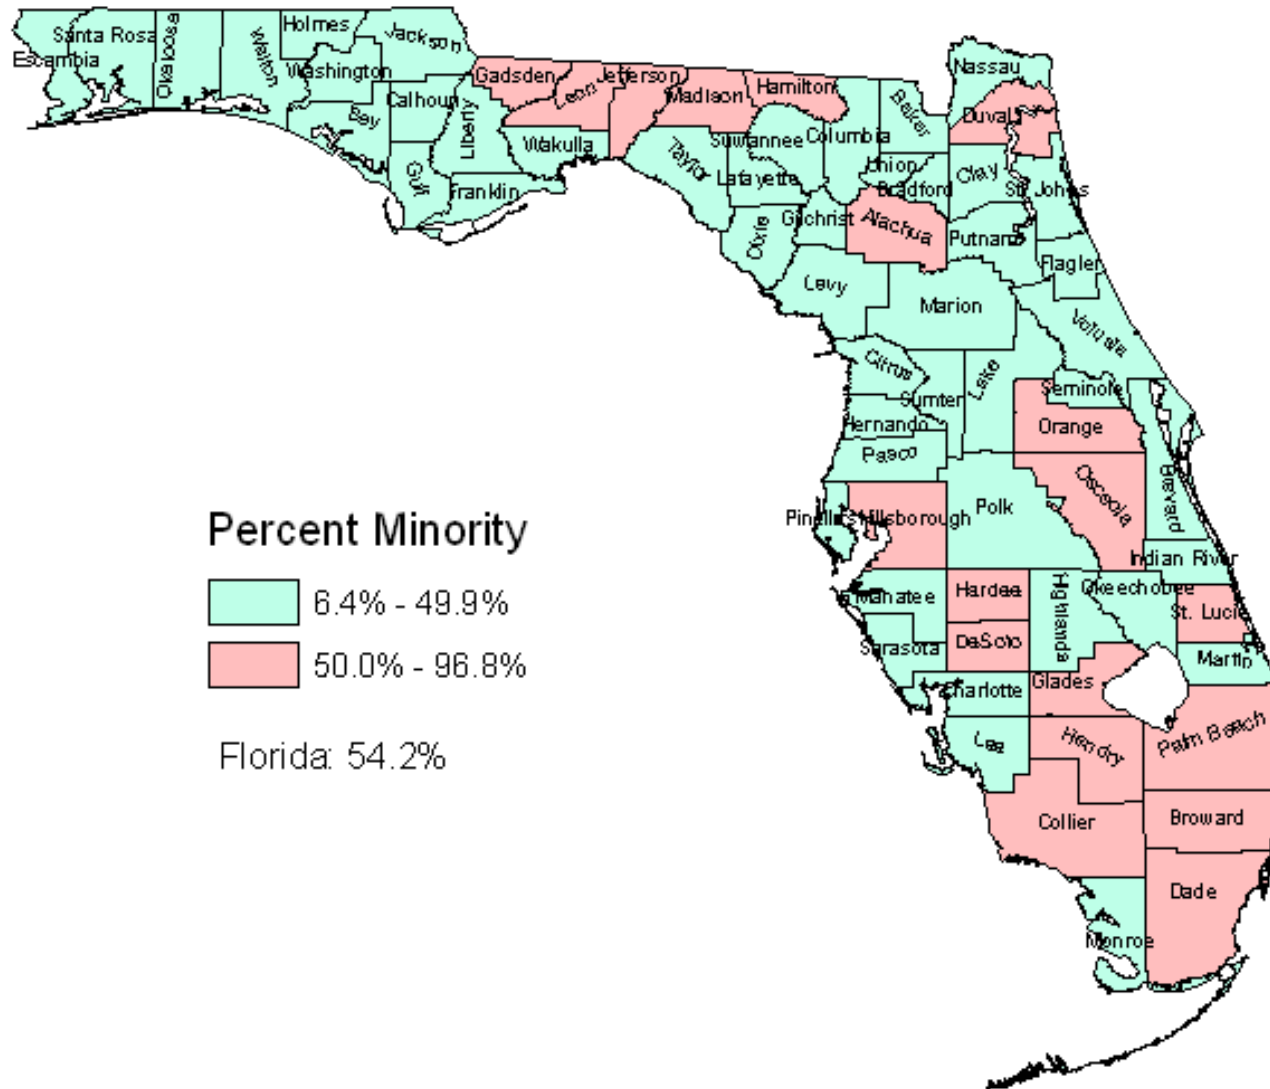 Holmes
Jackson
Santa Rosa
Escambia
Okaloosa
Walton
Washington
Nassau
Gadsden
Leon
Jefferson
Madison
Hamilton
Calhoun
Bay
Liberty
Baker
Duval
Wakulla
Taylor
Suwannee
Columbia
Union
Bradford
Clay
St. Johns
Gulf
Franklin
Lafayette
Dixie
Gilchrist
Alachua
Putnam
Flagler
Levy
Marion
Volusia
Citrus
Sumter
Lake
Seminole
Hernando
Orange
Pasco
Osceola
Brevard
Pinellas
Hillsborough
Polk
Indian River
Percent Minority
6.4% - 49.9%
50.0% - 96.8%
Florida: 54.2%
Manatee
Hardee
Highlands
Okeechobee
St. Lucie
Sarasota
DeSoto
Martin
Charlotte
Glades
Lee
Hendry
Palm Beach
Collier
Broward
Dade
Monroe